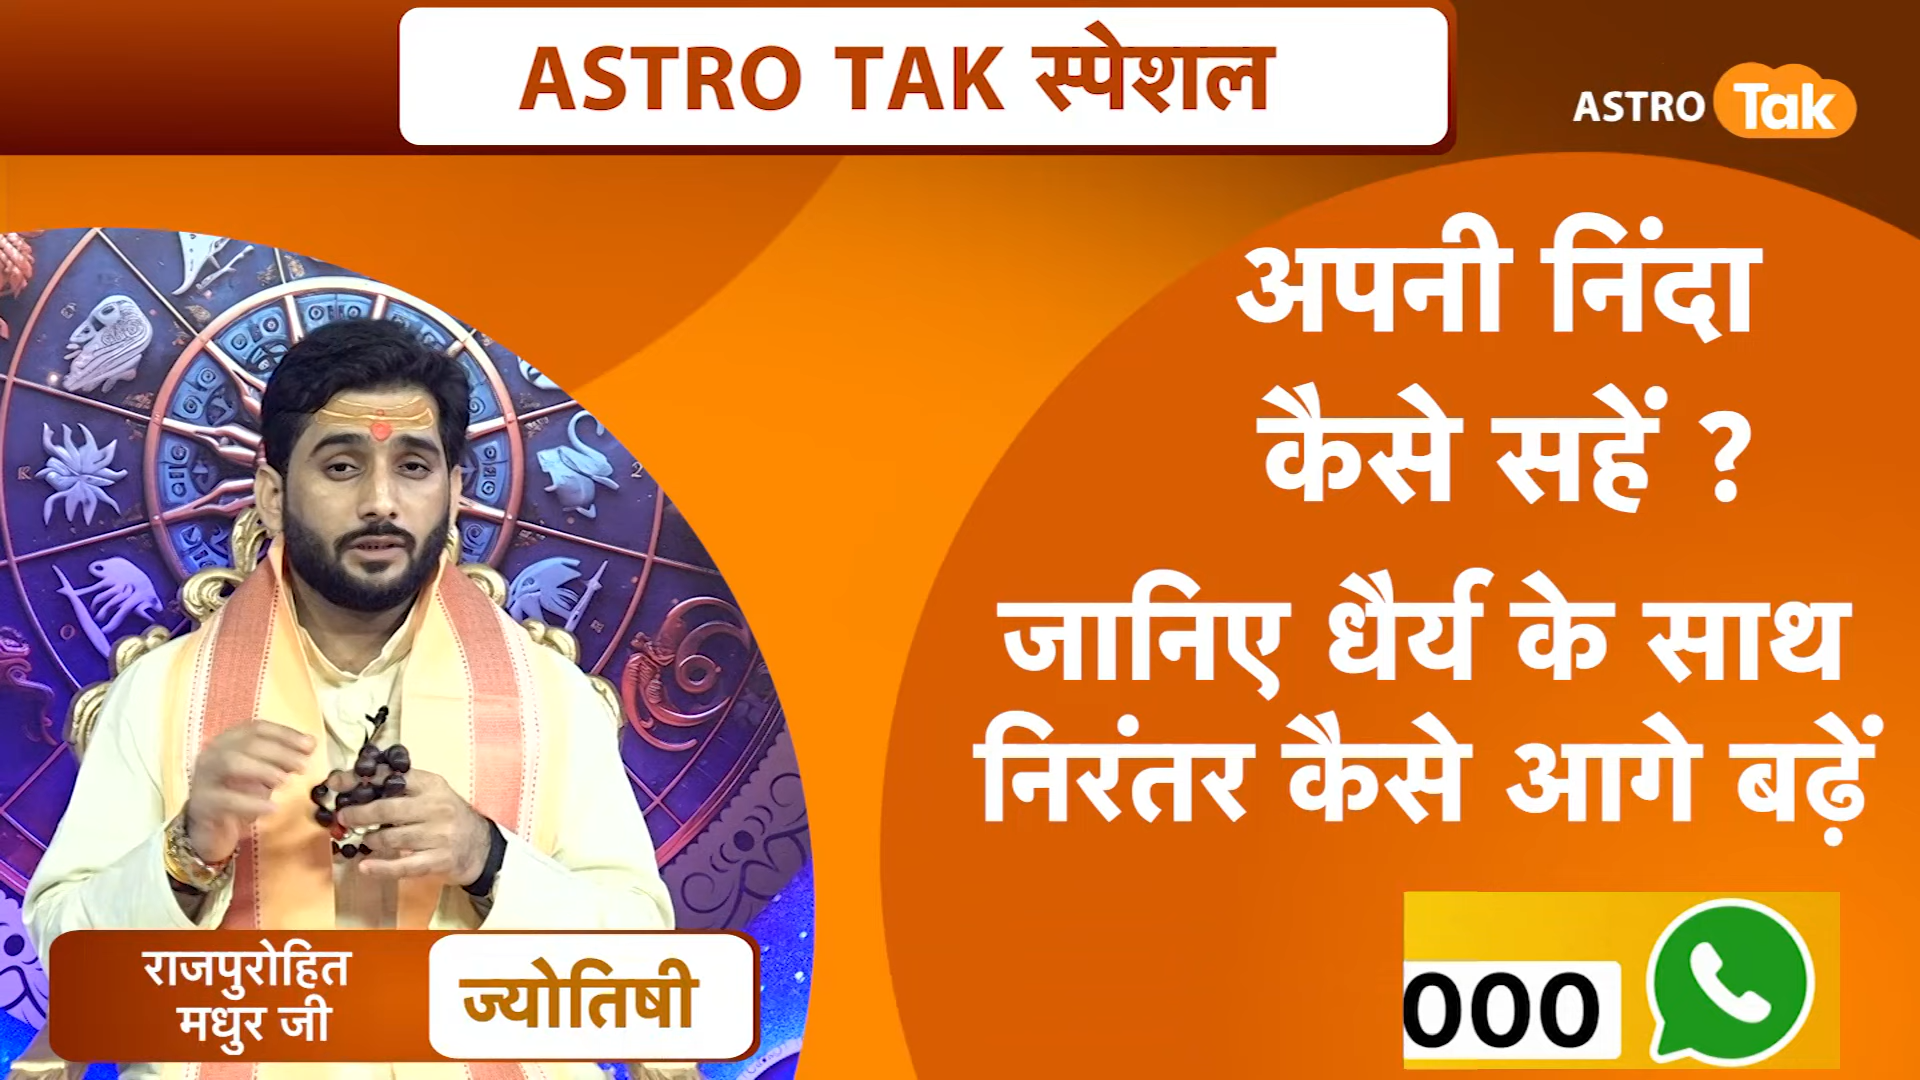 ASTRO TAK स्पेशल
ASTRO Tak
अपनी निंदा
कैसे सहें ?
जानिए धैर्य के साथ
निरंतर कैसे आगे बढ़ें
राजपुरोहित
मधुर जी
ज्योतिषी
000